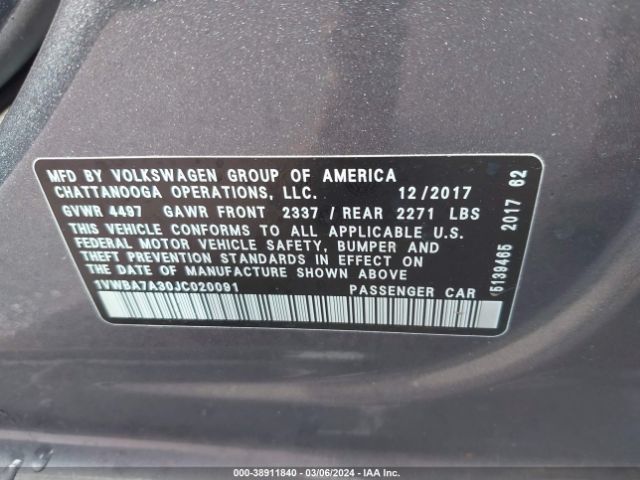 MFD BY VOLKSWAGEN GROUP OF AMERICA
CHATTANOOGA OPERATIONS, LLC. 12/2017
GVWR 4497 GAWR FRONT 2337 / REAR 2271 LBS
THIS VEHICLE CONFORMS TO ALL APPLICABLE U.S.
FEDERAL MOTOR VEHICLE SAFETY, BUMPER AND
THEFT PREVENTION STANDARDS IN EFFECT ON
THE DATE OF MANUFACTURE SHOWN ABOVE
1VWBA7A30JC020091 PASSENGER CAR
5139465 2017 62
000-38911840 - 03/06/2024 - IAAI.COM